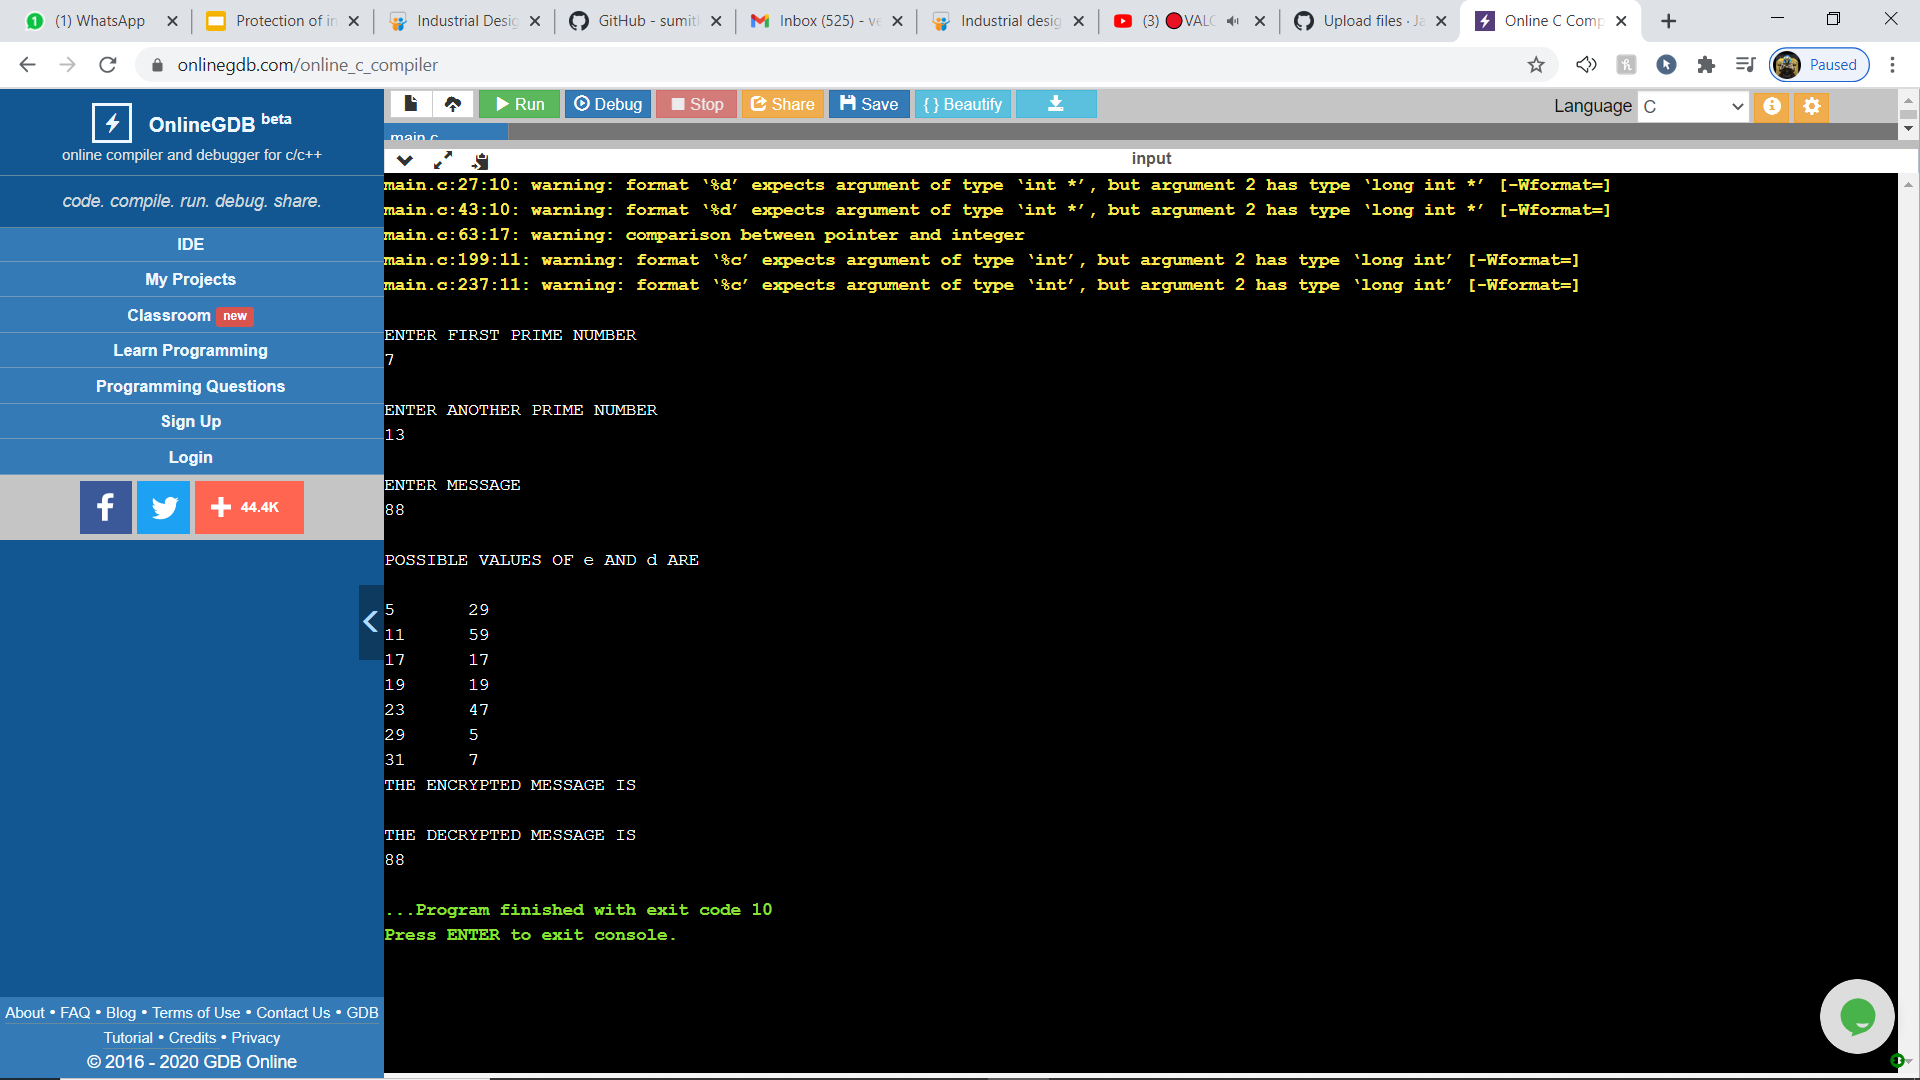 (1) WhatsApp
Protection of in
Industrial Desig
GitHub - sumit
Inbox (525) - ve
Industrial desig
(3) VALO
Upload files · Ja
Online C Comp
onlinegdb.com/online_c_compiler
Paused
OnlineGDB beta
online compiler and debugger for c/c++
code. compile. run. debug. share.
IDE
My Projects
Classroom new
Learn Programming
Programming Questions
Sign Up
Login
44.4K
About • FAQ • Blog • Terms of Use • Contact Us • GDB
Tutorial • Credits • Privacy
© 2016 - 2020 GDB Online
Run Debug Stop Share Save { } Beautify
Language C
main.c
input
main.c:27:10: warning: format ‘%d’ expects argument of type ‘int *’, but argument 2 has type ‘long int *’ [-Wformat=]
main.c:43:10: warning: format ‘%d’ expects argument of type ‘int *’, but argument 2 has type ‘long int *’ [-Wformat=]
main.c:63:17: warning: comparison between pointer and integer
main.c:199:11: warning: format ‘%c’ expects argument of type ‘int’, but argument 2 has type ‘long int’ [-Wformat=]
main.c:237:11: warning: format ‘%c’ expects argument of type ‘int’, but argument 2 has type ‘long int’ [-Wformat=]
ENTER FIRST PRIME NUMBER
7
ENTER ANOTHER PRIME NUMBER
13
ENTER MESSAGE
88
POSSIBLE VALUES OF e AND d ARE
5 29
11 59
17 17
19 19
23 47
29 5
31 7
THE ENCRYPTED MESSAGE IS
THE DECRYPTED MESSAGE IS
88
...Program finished with exit code 10
Press ENTER to exit console.